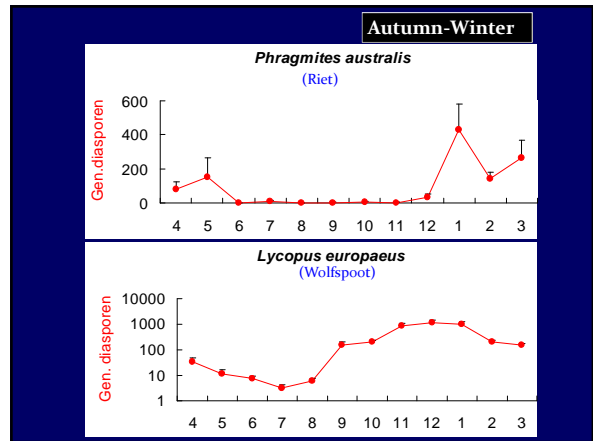 Autumn-Winter
Phragmites australis
(Riet)
Gen.diasporen
600
400
200
0
4 5 6 7 8 9 10 11 12 1 2 3
Lycopus europaeus
(Wolfspoot)
Gen. diasporen
10000
1000
100
10
1
4 5 6 7 8 9 10 11 12 1 2 3